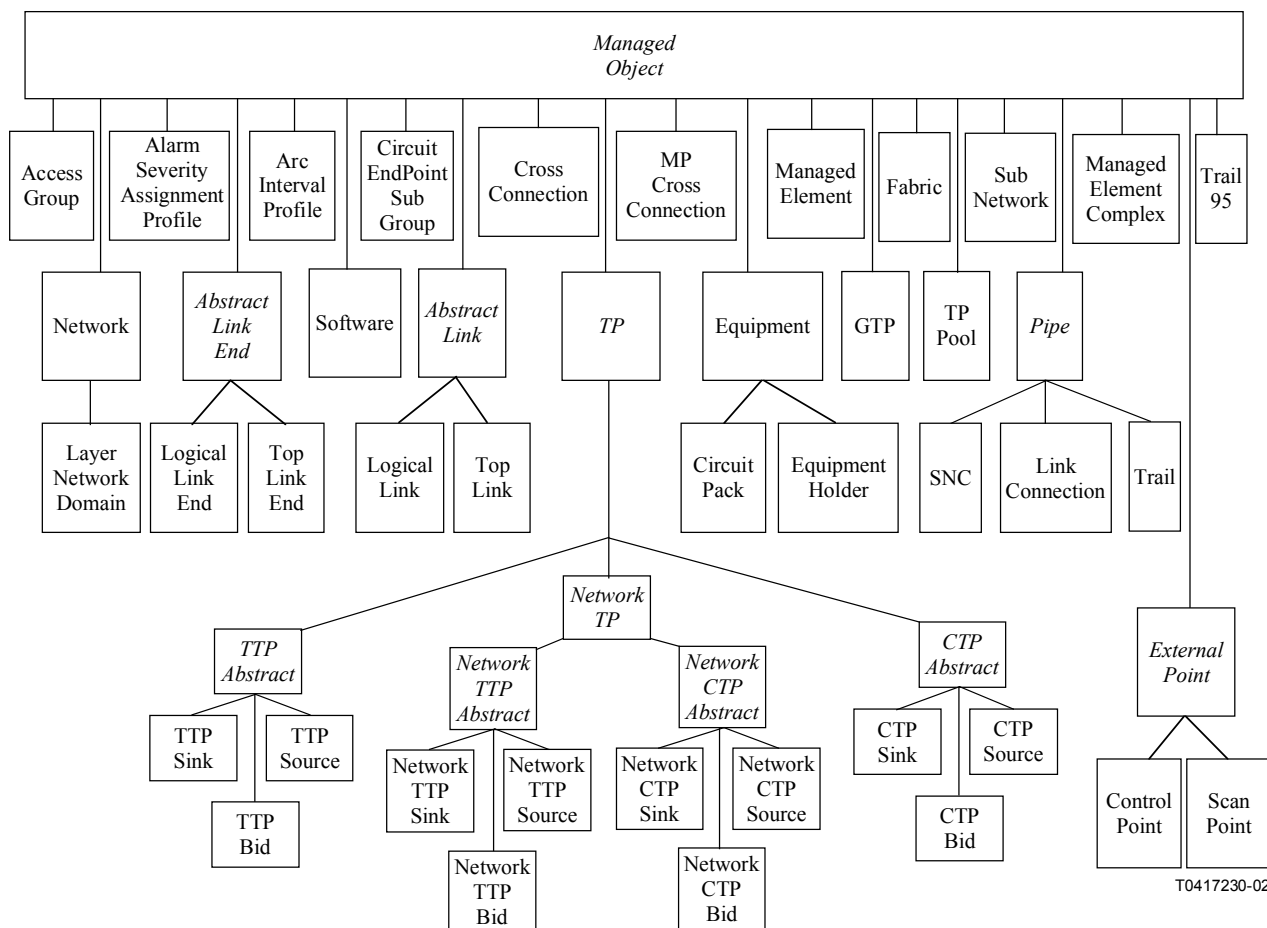 Managed
Object
Access
Group
Alarm
Severity
Assignment
Profile
Arc
Interval
Profile
Circuit
EndPoint
Sub
Group
Cross
Connection
MP
Cross
Connection
Managed
Element
Fabric
Sub
Network
Managed
Element
Complex
Trail
95
Network
Abstract
Link
End
Software
Abstract
Link
TP
Equipment
GTP
TP
Pool
Pipe
Layer
Network
Domain
Logical
Link
End
Top
Link
End
Logical
Link
Top
Link
Circuit
Pack
Equipment
Holder
SNC
Link
Connection
Trail
Network
TP
TTP
Abstract
Network
TTP
Abstract
Network
CTP
Abstract
CTP
Abstract
External
Point
TTP
Sink
TTP
Source
TTP
Bid
Network
TTP
Sink
Network
TTP
Source
Network
TTP
Bid
Network
CTP
Sink
Network
CTP
Source
Network
CTP
Bid
CTP
Sink
CTP
Source
CTP
Bid
Control
Point
Scan
Point
T0417230-02